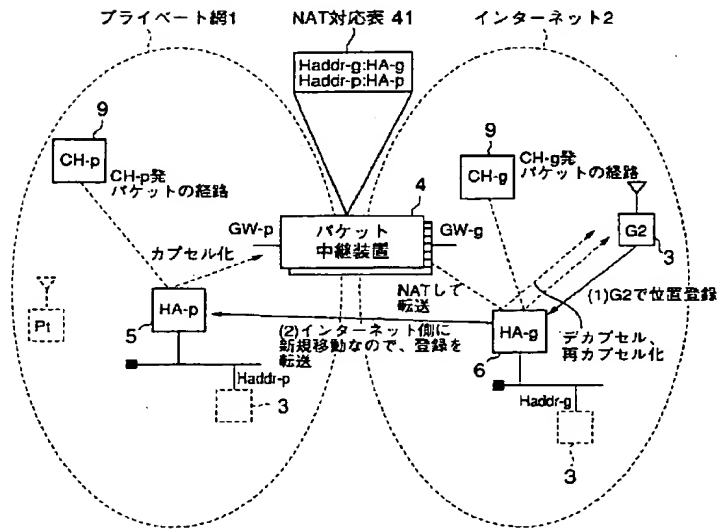 プライベート網1
NAT対応表 41
インターネット2
Haddr-g:HA-g
Haddr-p:HA-p
9
CH-p
CH-p発
パケットの経路
9
CH-g
CH-g発
パケットの経路
4
GW-p
パケット
中継装置
GW-g
G2
3
カプセル化
NATして
転送
(1)G2で位置登録
Pt
HA-p
5
(2)インターネット側に
新規移動なので、登録を
転送
HA-g
6
デカプセル、
再カプセル化
Haddr-p
3
Haddr-g
3